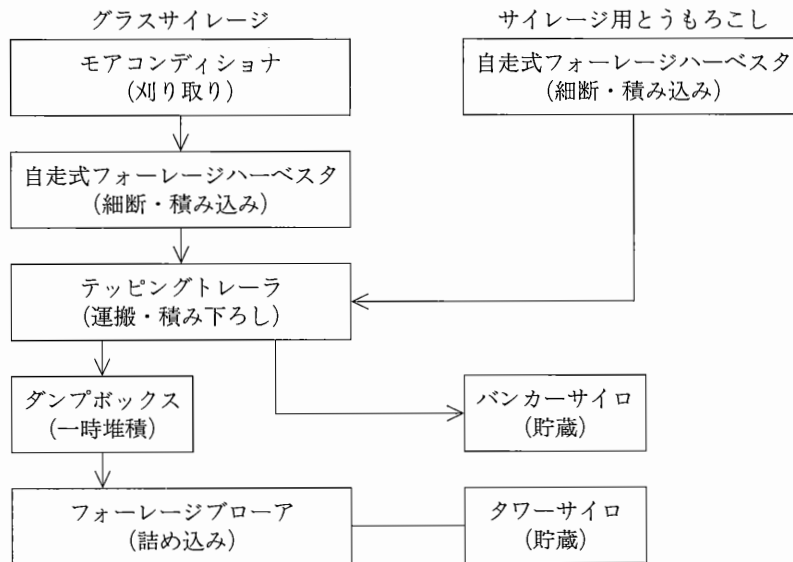 グラスサイレージ
サイレージ用とうもろこし
モアコンディショナ
(刈り取り)
自走式フォーレージハーベスタ
(細断・積み込み)
自走式フォーレージハーベスタ
(細断・積み込み)
テッピングトレーラ
(運搬・積み下ろし)
ダンプボックス
(一時堆積)
バンカーサイロ
(貯蔵)
フォーレージブローア
(詰め込み)
タワーサイロ
(貯蔵)